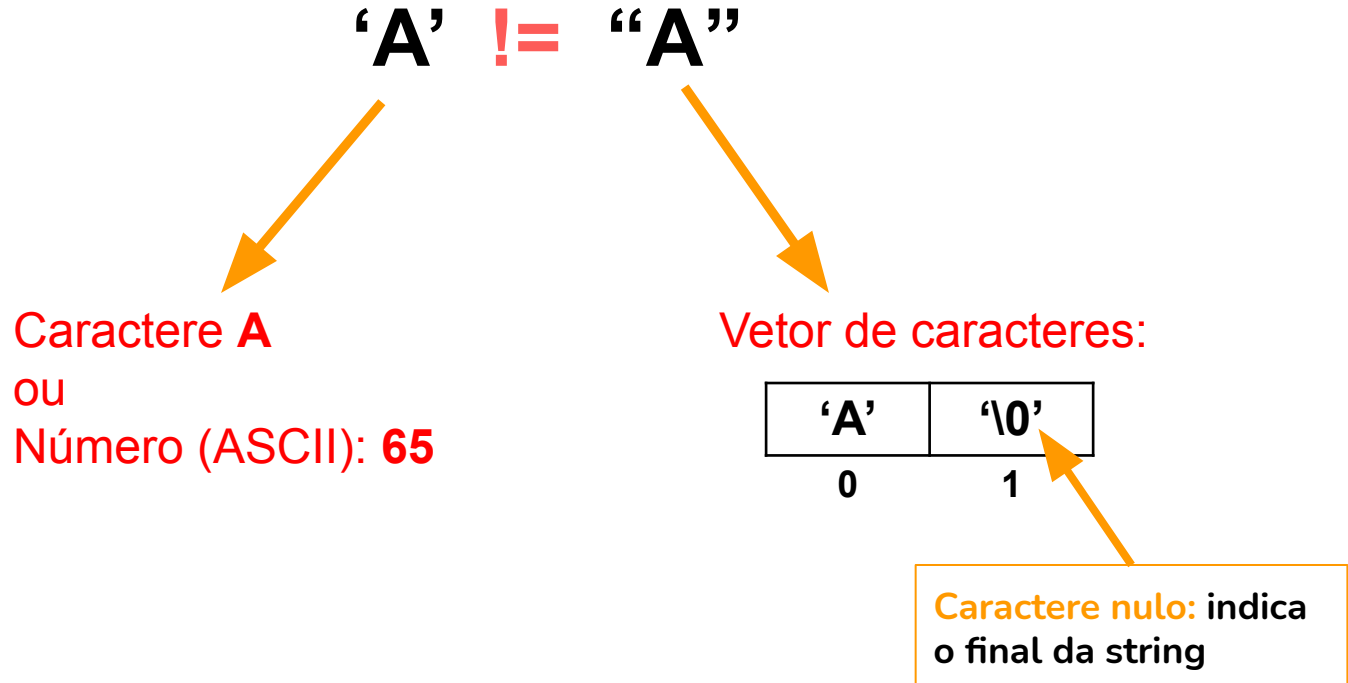 ‘A’ != “A”
Caractere A
ou
Número (ASCII): 65
Vetor de caracteres:
‘A’ ‘\0’
0 1
Caractere nulo: indica
o final da string